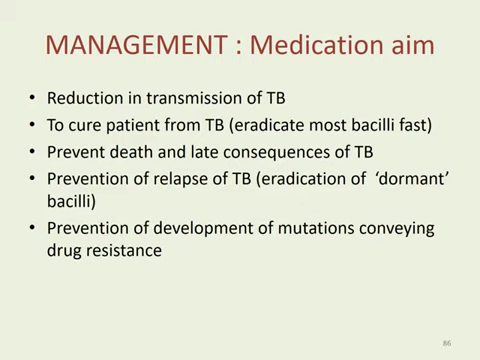 MANAGEMENT : Medication aim
• Reduction in transmission of TB
• To cure patient from TB (eradicate most bacilli fast)
• Prevent death and late consequences of TB
• Prevention of relapse of TB (eradication of ‘dormant’
bacilli)
• Prevention of development of mutations conveying
drug resistance
86